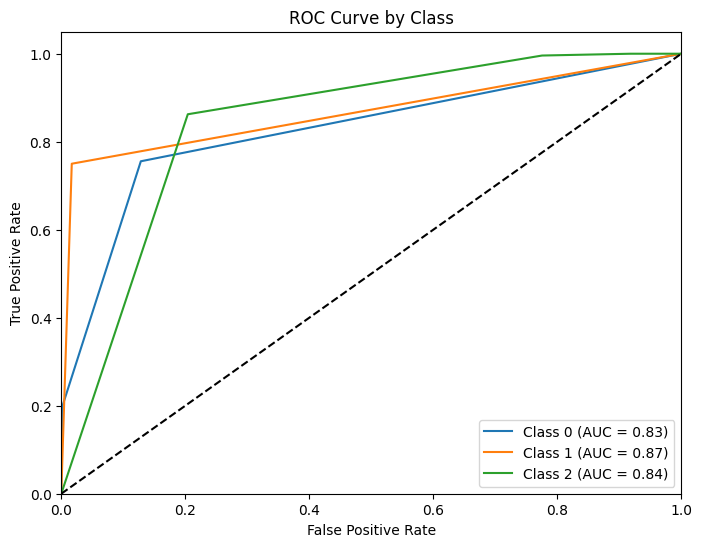 ROC Curve by Class
True Positive Rate
1.0
0.8
0.6
0.4
0.2
0.0
Class 0 (AUC = 0.83)
Class 1 (AUC = 0.87)
Class 2 (AUC = 0.84)
0.0 0.2 0.4 0.6 0.8 1.0
False Positive Rate